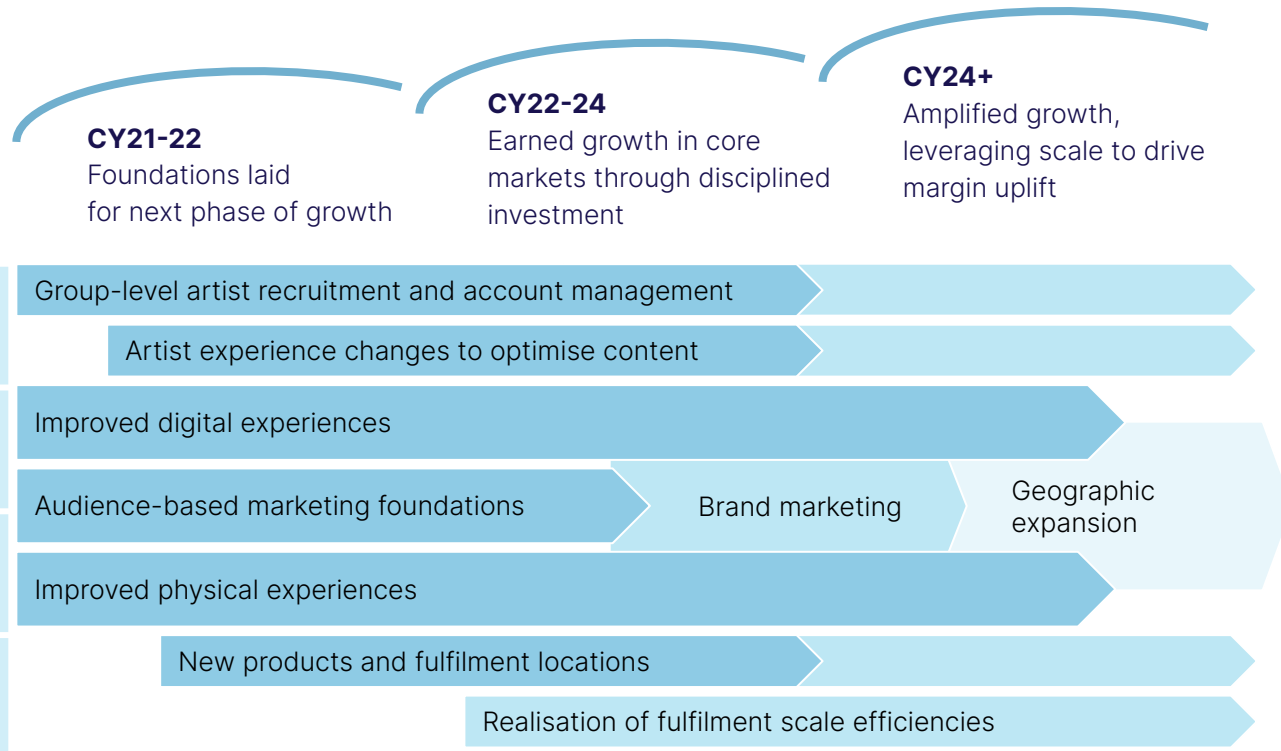 CY21-22
Foundations laid
for next phase of growth
CY22-24
Earned growth in core
markets through disciplined
investment
CY24+
Amplified growth,
leveraging scale to drive
margin uplift
Group-level artist recruitment and account management
Artist experience changes to optimise content
Improved digital experiences
Audience-based marketing foundations
Brand marketing
Geographic
expansion
Improved physical experiences
New products and fulfilment locations
Realisation of fulfilment scale efficiencies